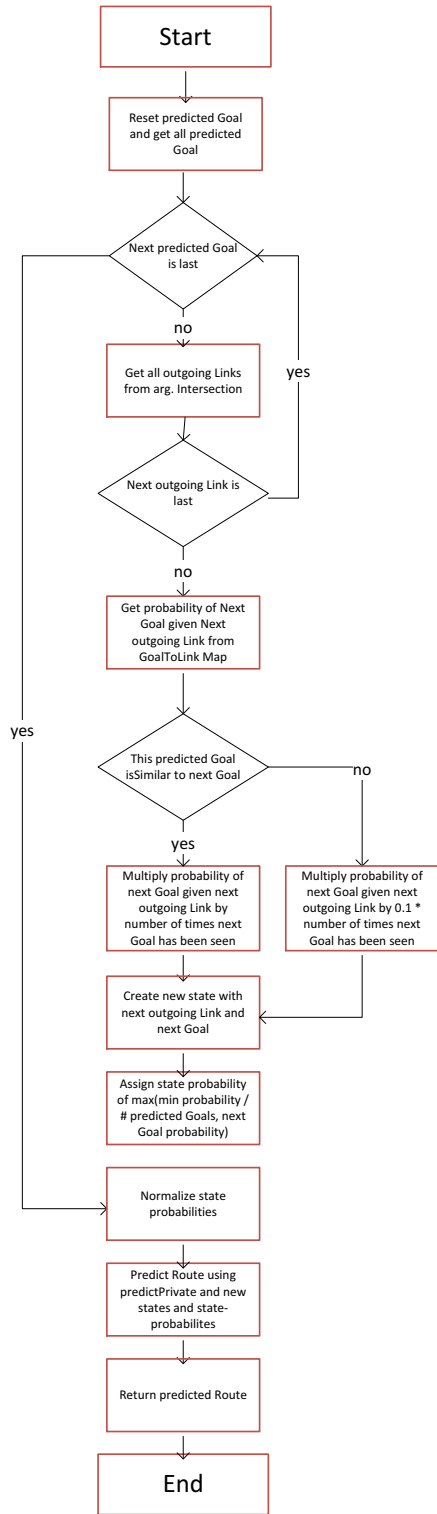 Start
Reset predicted Goal
and get all predicted
Goal
Next predicted Goal
is last
no
yes
Get all outgoing Links
from arg. Intersection
Next outgoing Link is
last
no
Get probability of Next
Goal given Next
outgoing Link from
GoalToLink Map
yes
This predicted Goal
isSimilar to next Goal
no
yes
Multiply probability of
next Goal given next
outgoing Link by
number of times next
Goal has been seen
Multiply probability of
next Goal given next
outgoing Link by 0.1 *
number of times next
Goal has been seen
Create new state with
next outgoing Link and
next Goal
Assign state probability
of max(min probability /
# predicted Goals, next
Goal probability)
Normalize state
probabilities
Predict Route using
predictPrivate and new
states and state-
probabilites
Return predicted Route
End